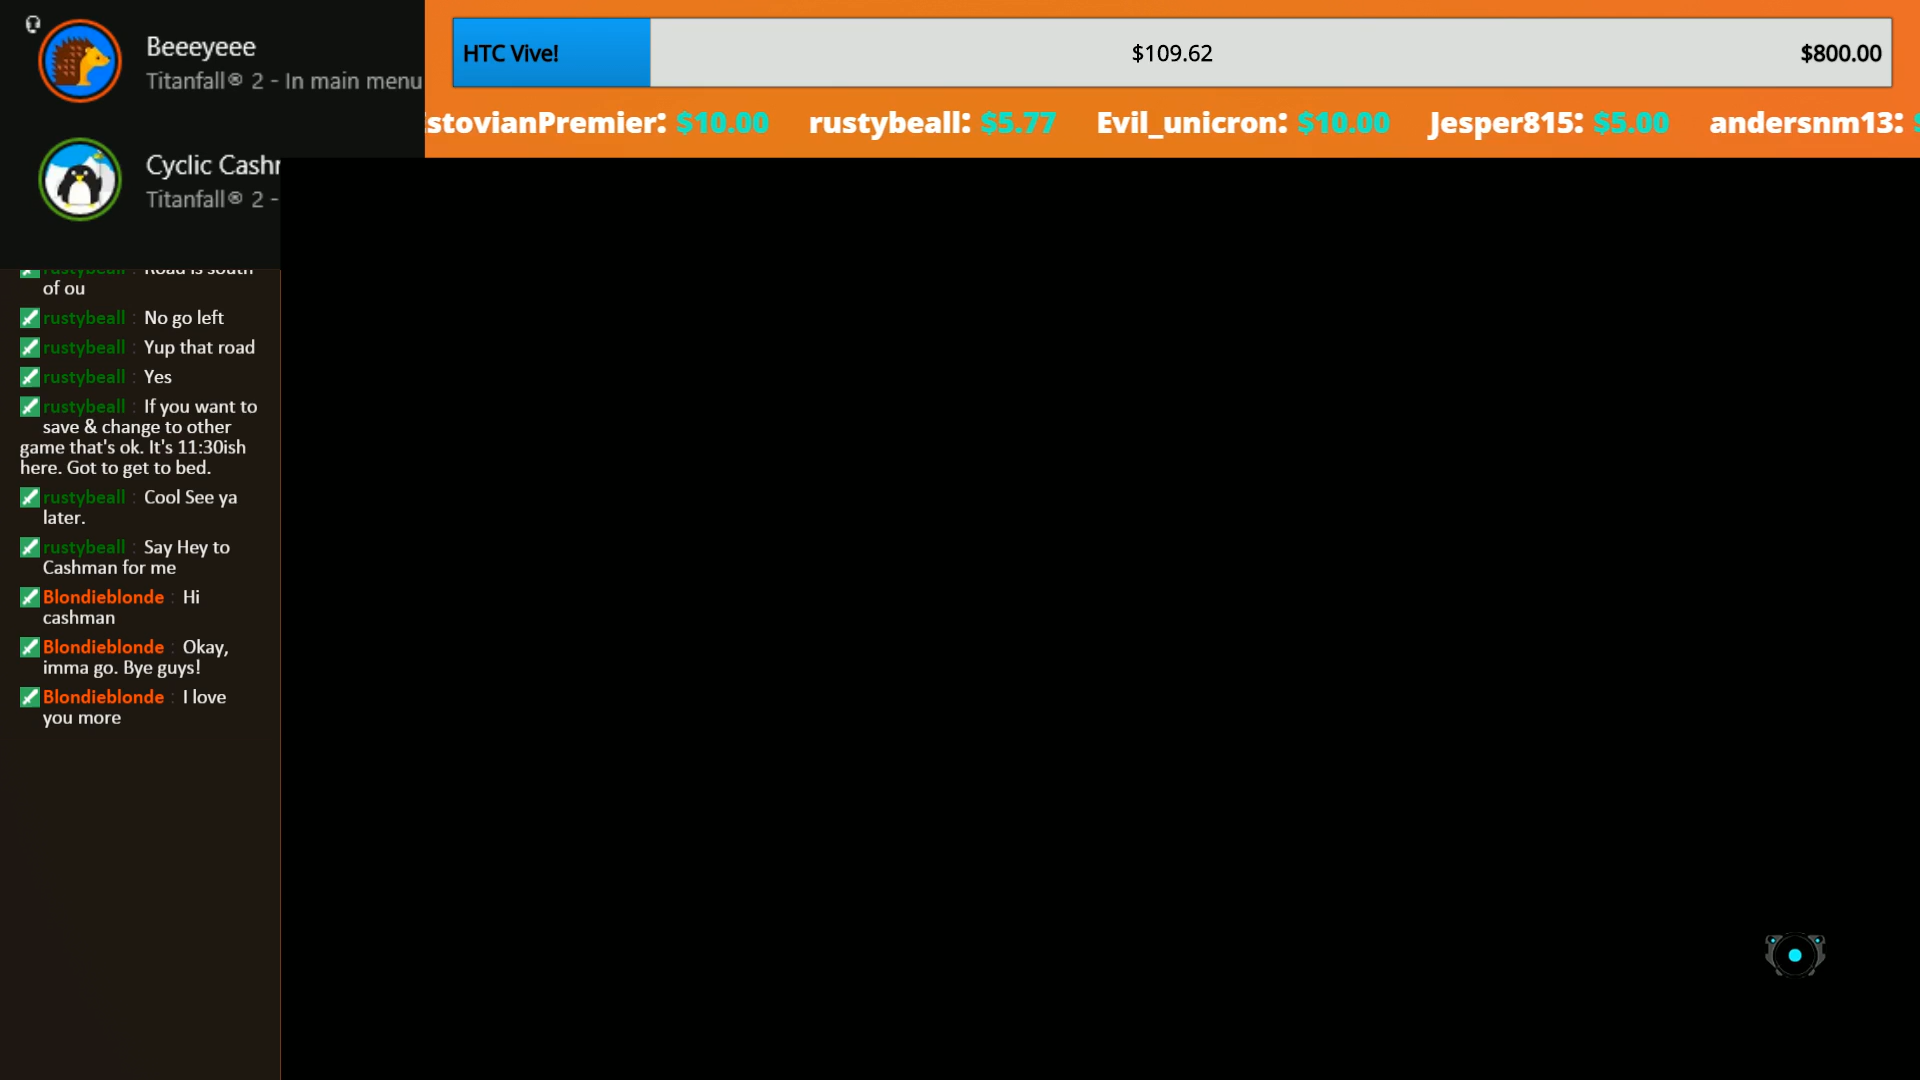 Beeeyeee
Titanfall® 2 - In main menu
HTC Vive!
$109.62
$800.00
stovianPremier: $10.00 rustybeall: $5.77 Evil_unicron: $10.00 Jesper815: $5.00 andersnm13:
Cyclic Cashr
Titanfall® 2 -
rustybeall : Road is south
of ou
rustybeall : No go left
rustybeall : Yup that road
rustybeall : Yes
rustybeall : If you want to
save & change to other
game that's ok. It's 11:30ish
here. Got to get to bed.
rustybeall : Cool See ya
later.
rustybeall : Say Hey to
Cashman for me
Blondieblonde : Hi
cashman
Blondieblonde : Okay,
imma go. Bye guys!
Blondieblonde : I love
you more